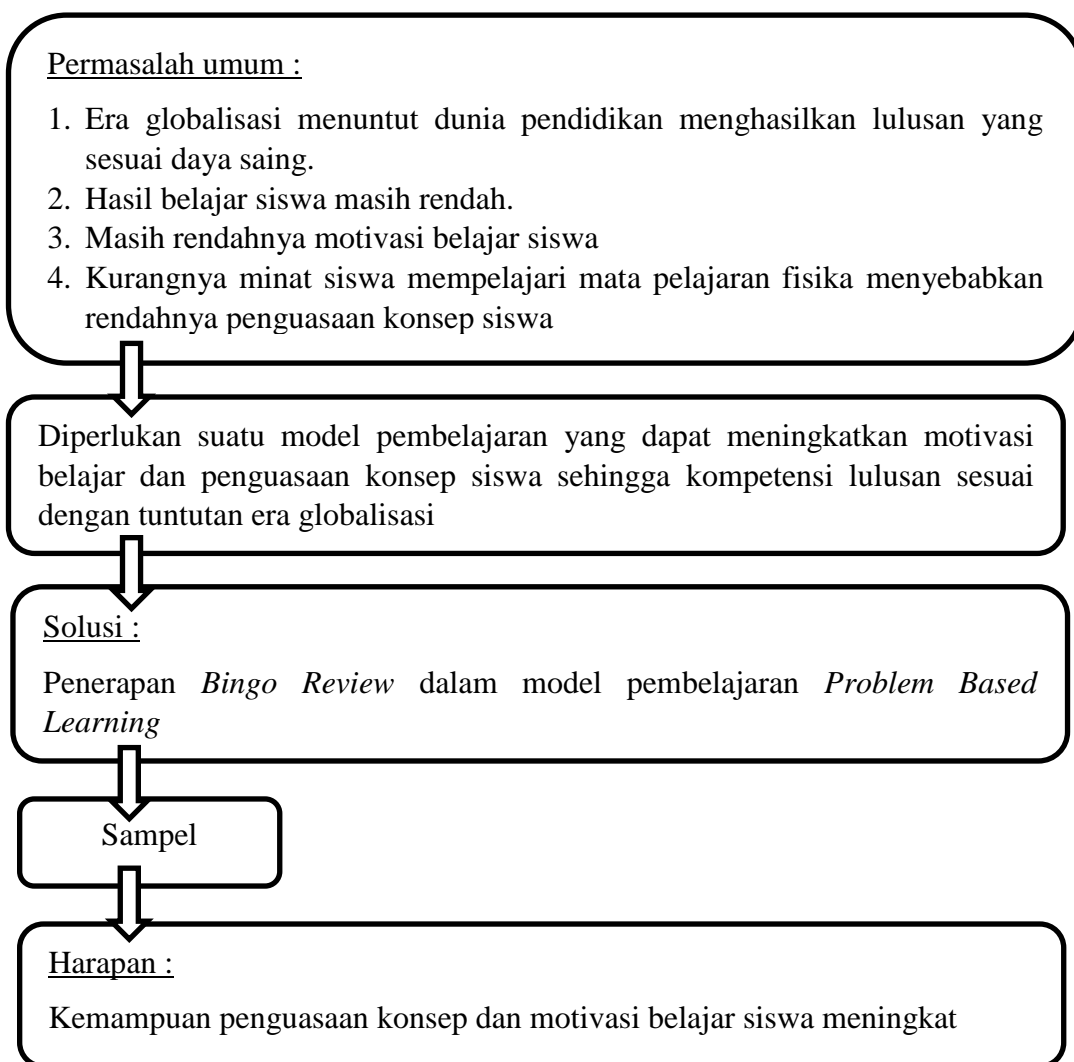 Permasalah umum :
1. Era globalisasi menuntut dunia pendidikan menghasilkan lulusan yang
sesuai daya saing.
2. Hasil belajar siswa masih rendah.
3. Masih rendahnya motivasi belajar siswa
4. Kurangnya minat siswa mempelajari mata pelajaran fisika menyebabkan
rendahnya penguasaan konsep siswa
Diperlukan suatu model pembelajaran yang dapat meningkatkan motivasi
belajar dan penguasaan konsep siswa sehingga kompetensi lulusan sesuai
dengan tuntutan era globalisasi
Solusi :
Penerapan Bingo Review dalam model pembelajaran Problem Based
Learning
Sampel
Harapan :
Kemampuan penguasaan konsep dan motivasi belajar siswa meningkat